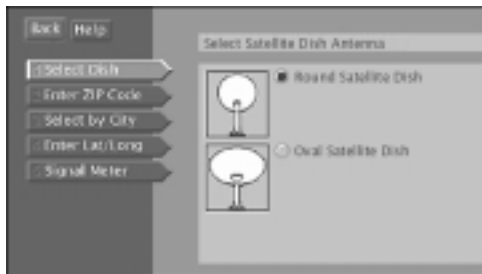 Back Help
Select Satellite Dish Antenna
Select Dish
Enter ZIP Code
Select by City
Enter Lat/Long
Signal Meter
Round Satellite Dish
Oval Satellite Dish